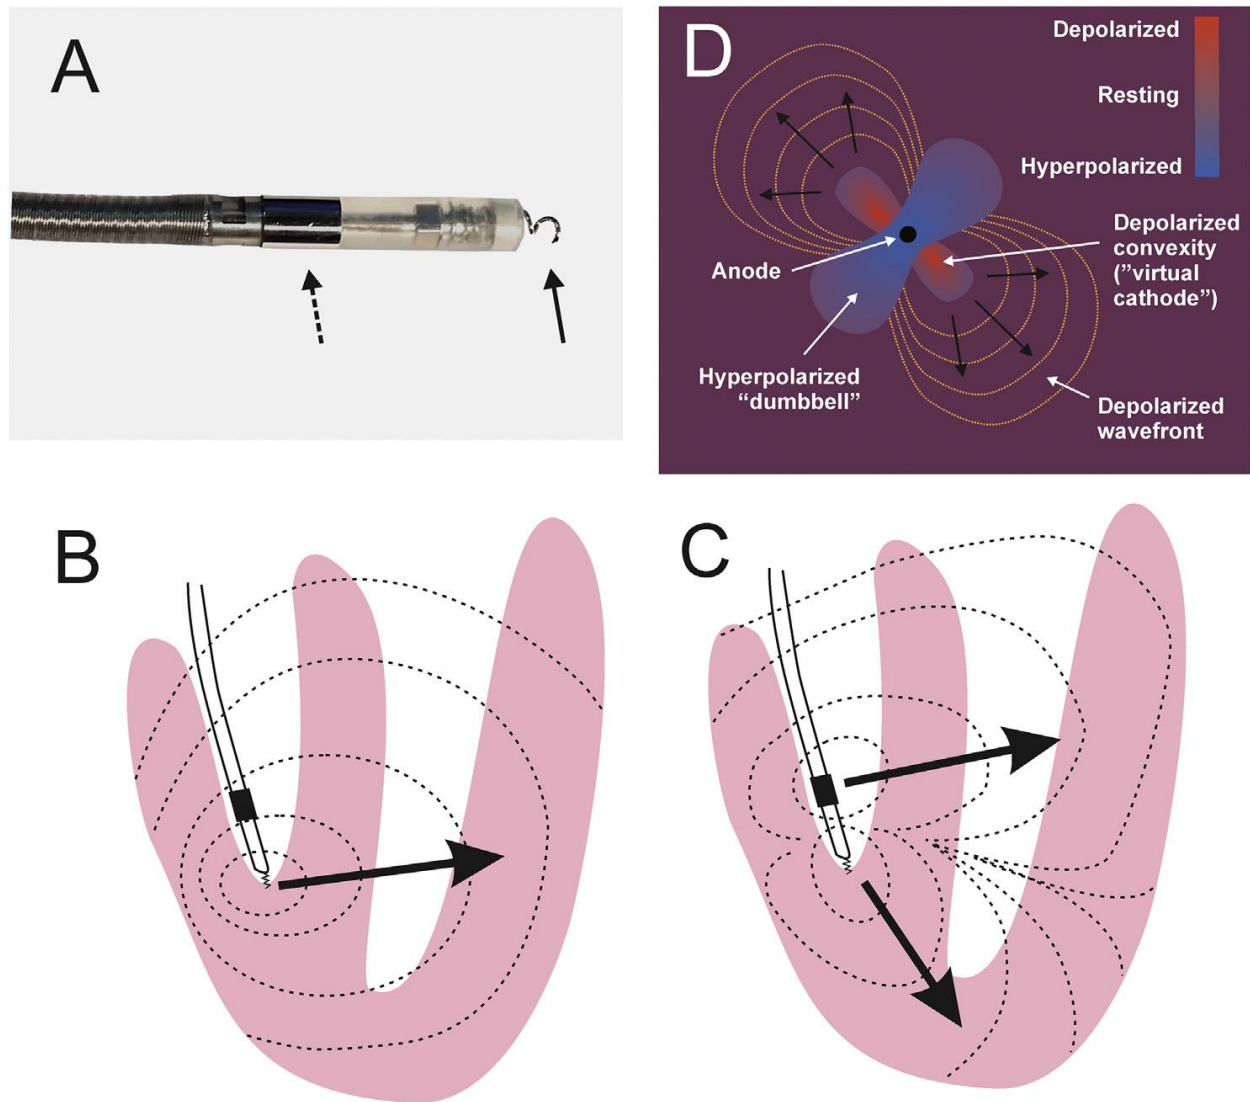 A
D
Depolarized
Resting
Hyperpolarized
Anode
Depolarized
convexity
("virtual
cathode")
Hyperpolarized
“dumbbell”
Depolarized
wavefront
B
C